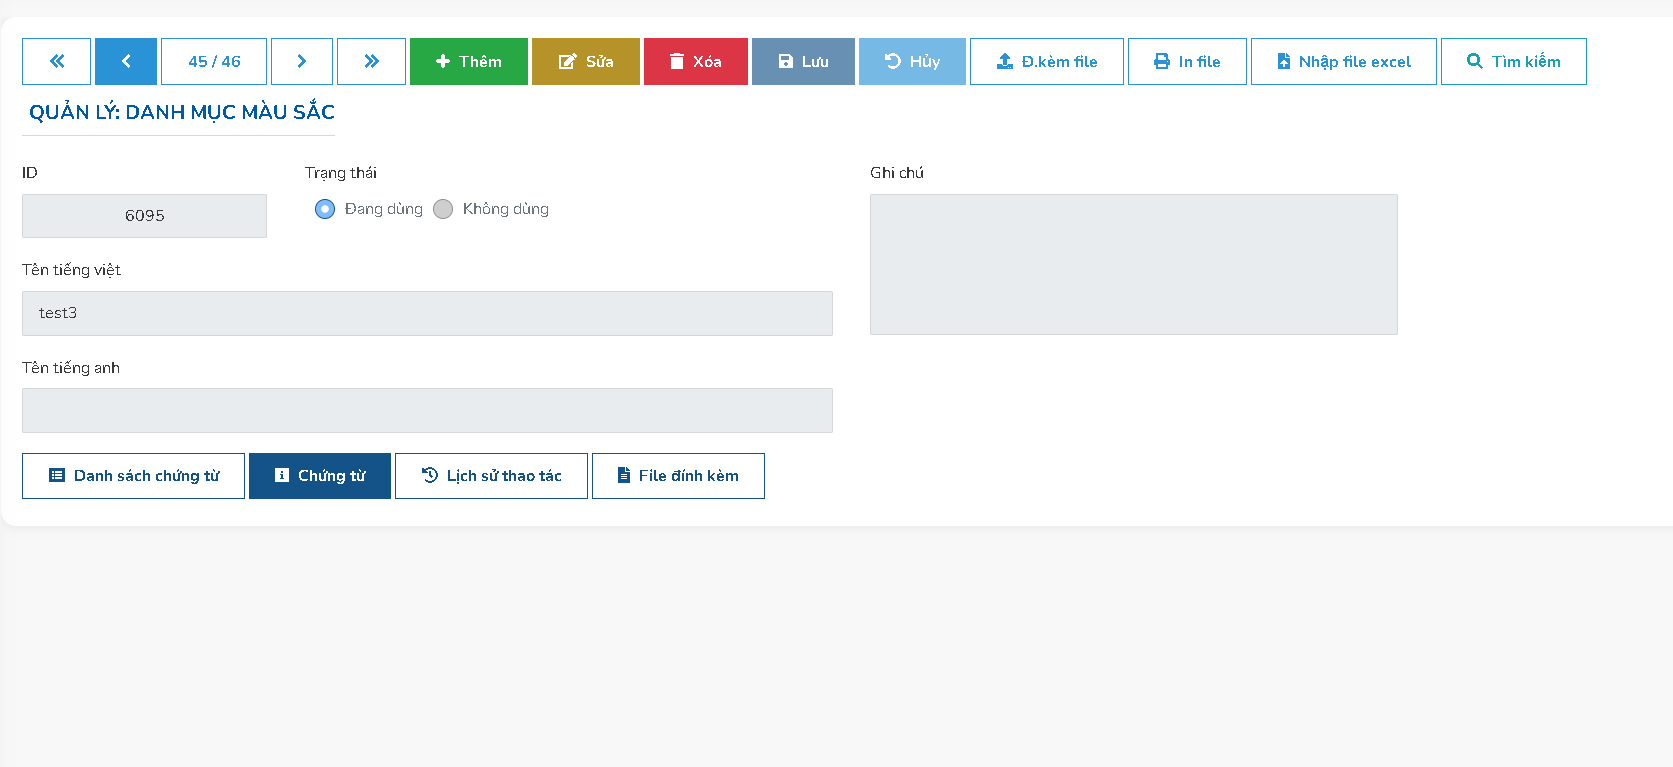 45 / 46 Thêm Sửa Xóa Lưu Hủy Đ.kèm file In file Nhập file excel Tìm kiếm
QUẢN LÝ: DANH MỤC MÀU SẮC
ID Trạng thái Ghi chú
6095 Đang dùng Không dùng
Tên tiếng việt
test3
Tên tiếng anh
Danh sách chứng từ Chứng từ Lịch sử thao tác File đính kèm